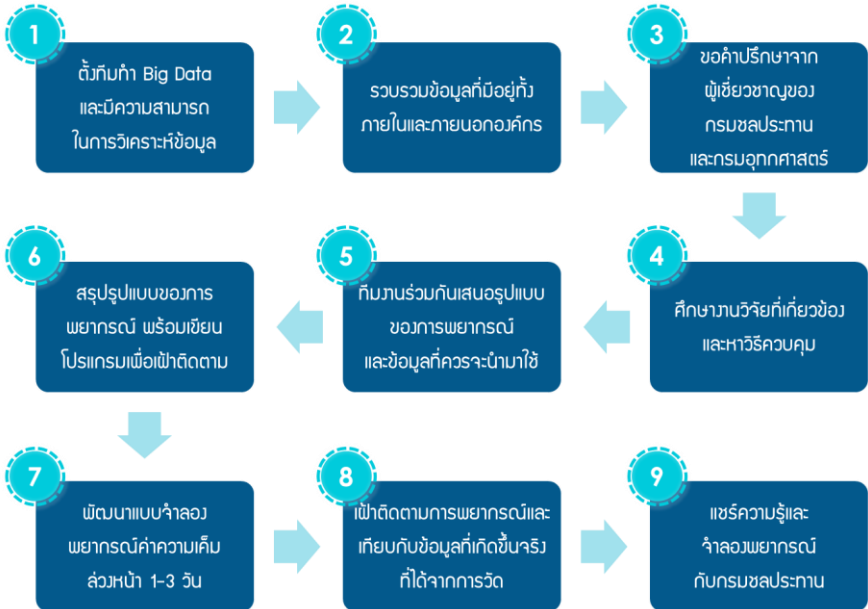 1
ตั้งทีมทำ Big Data
และมีความสามารถ
ในการวิเคราะห์ข้อมูล
2
รวบรวมข้อมูลที่มีอยู่ทั้ง
ภายในและภายนอกองค์กร
3
ขอคำปรึกษาจาก
ผู้เชี่ยวชาญของ
กรมชลประทาน
และกรมอุทกศาสตร์
4
ศึกษางานวิจัยที่เกี่ยวข้อง
และหาวิธีควบคุม
5
ทีมงานร่วมกันเสนอรูปแบบ
ของการพยากรณ์
และข้อมูลที่ควรจะนำมาใช้
6
สรุปรูปแบบของการ
พยากรณ์ พร้อมเขียน
โปรแกรมเพื่อเฝ้าติดตาม
7
พัฒนาแบบจำลอง
พยากรณ์ค่าความเค็ม
ล่วงหน้า 1-3 วัน
8
เฝ้าติดตามการพยากรณ์และ
เทียบกับข้อมูลที่เกิดขึ้นจริง
ที่ได้จากการวัด
9
แชร์ความรู้และ
จำลองพยากรณ์
กับกรมชลประทาน